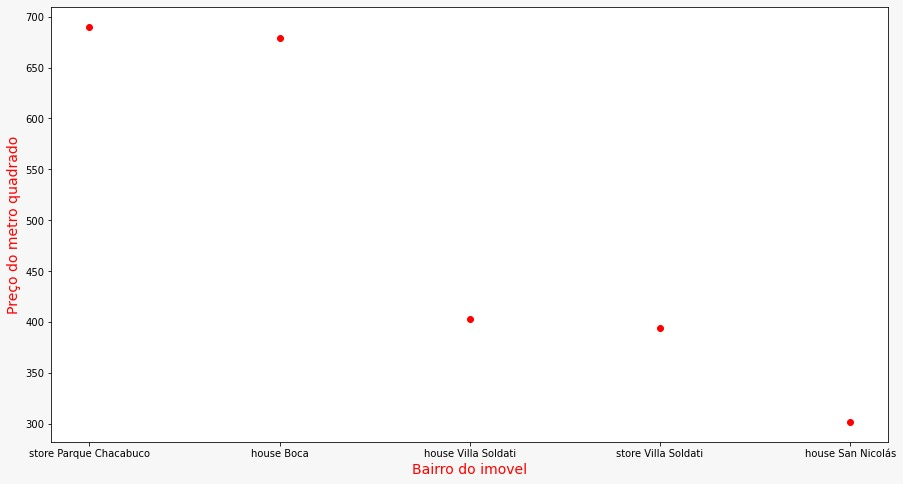 Preço do metro quadrado
700
650
600
550
500
450
400
350
300
store Parque Chacabuco
house Boca
house Villa Soldati
store Villa Soldati
house San Nicolás
Bairro do imovel